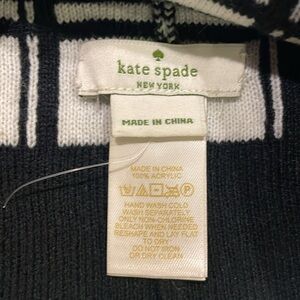 kate spade
NEW YORK
MADE IN CHINA
MADE IN CHINA
100% ACRYLIC
HAND WASH COLD
WASH SEPARATELY
ONLY NON-CHLORINE
BLEACH WHEN NEEDED
RESHAPE AND LAY FLAT
TO DRY
DO NOT IRON
OR DRY CLEAN